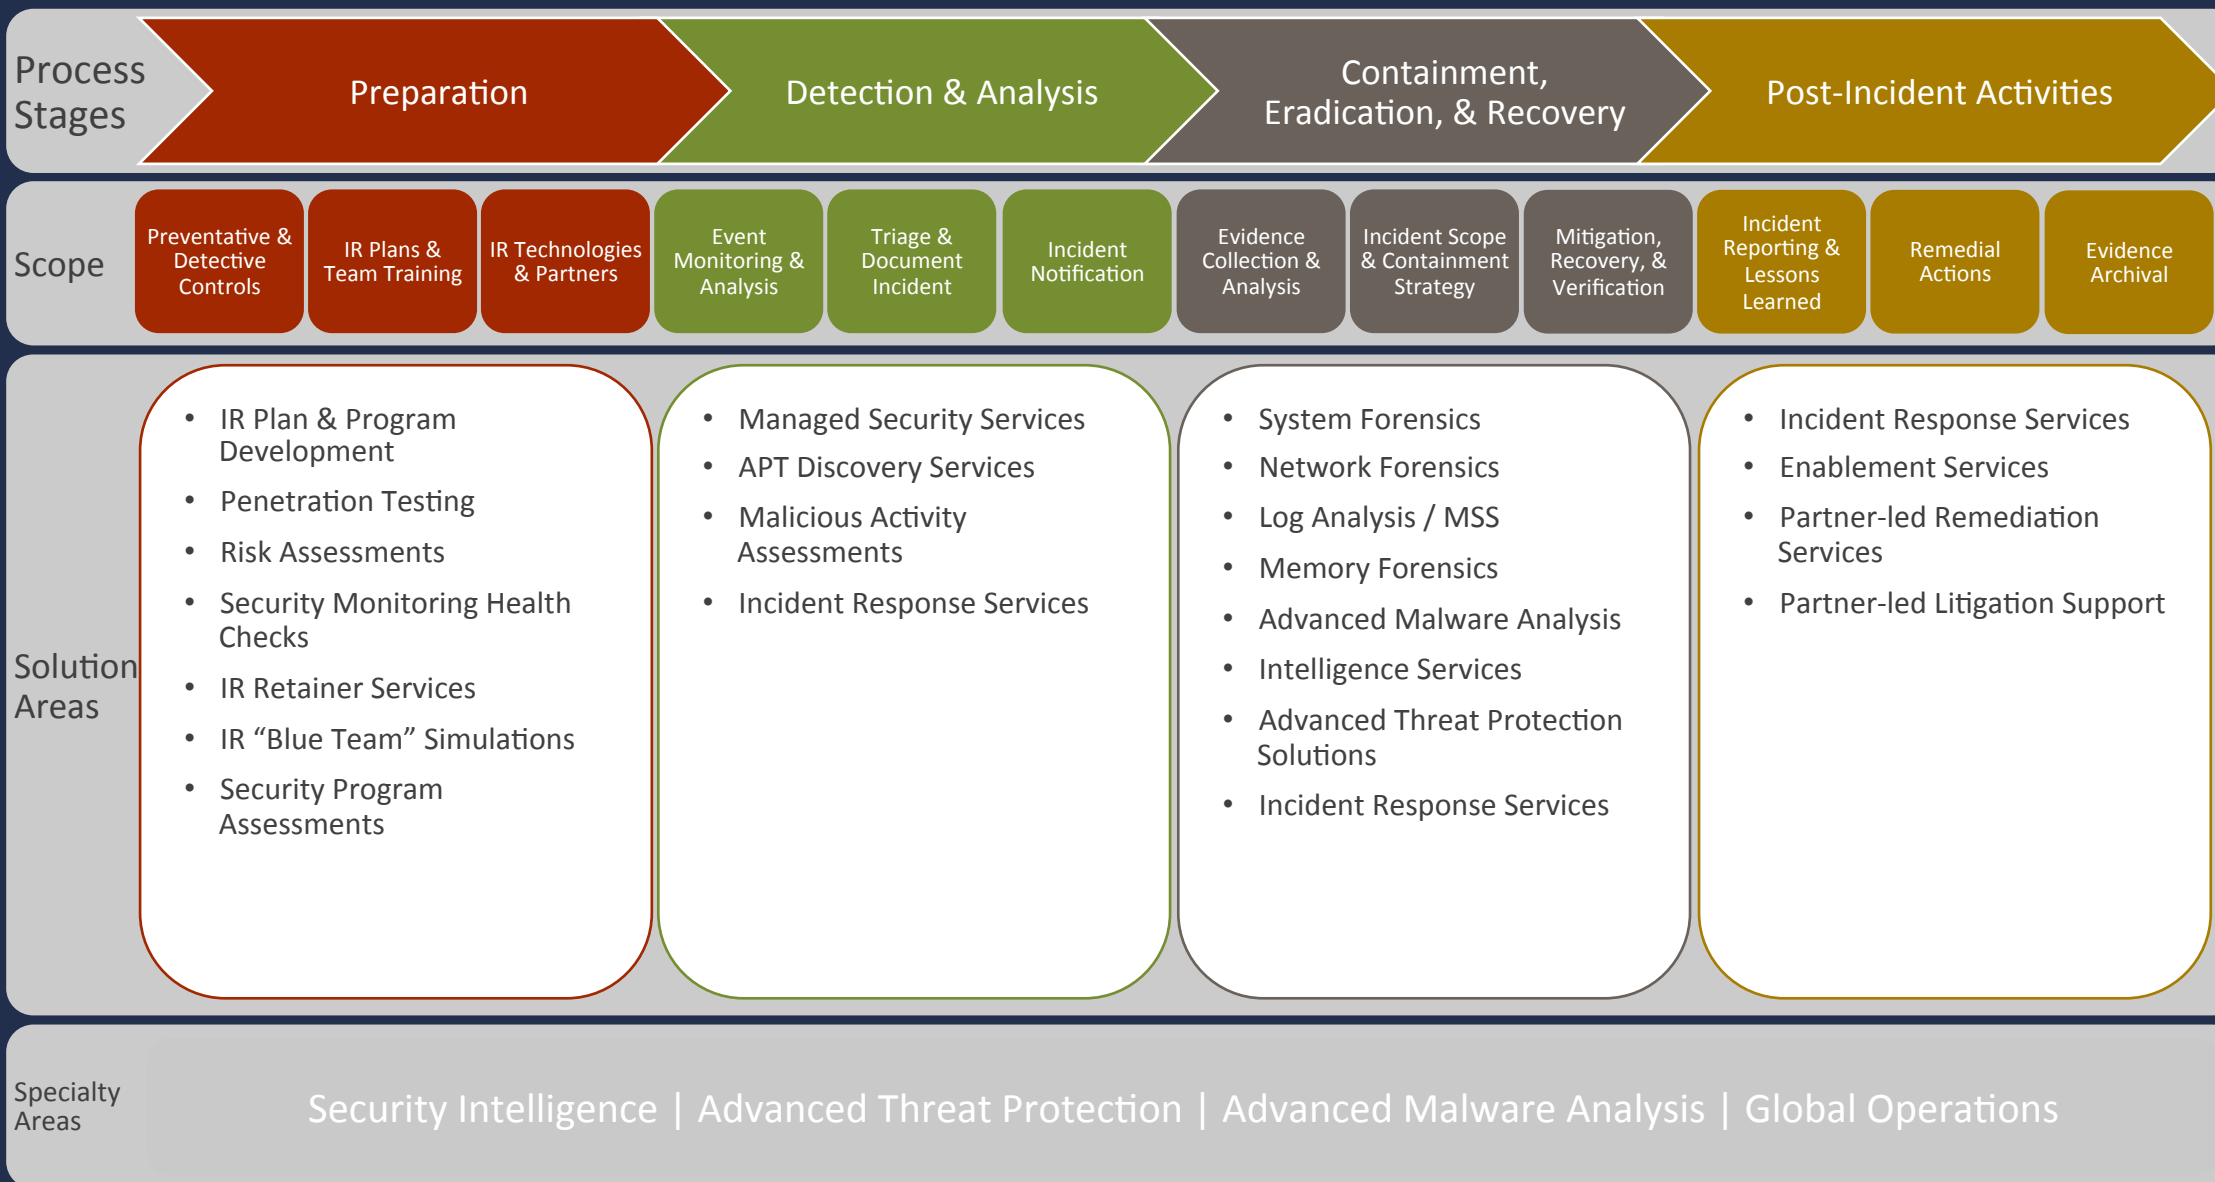 Process
Stages
Preparation
Detection & Analysis
Containment,
Eradication, & Recovery
Post-Incident Activities
Scope
Preventative &
Detective
Controls
IR Plans &
Team Training
IR Technologies
& Partners
Event
Monitoring &
Analysis
Triage &
Document
Incident
Incident
Notification
Evidence
Collection &
Analysis
Incident Scope
& Containment
Strategy
Mitigation,
Recovery, &
Verification
Incident
Reporting &
Lessons
Learned
Remedial
Actions
Evidence
Archival
Solution
Areas
• IR Plan & Program
Development
• Penetration Testing
• Risk Assessments
• Security Monitoring Health
Checks
• IR Retainer Services
• IR “Blue Team” Simulations
• Security Program
Assessments
• Managed Security Services
• APT Discovery Services
• Malicious Activity
Assessments
• Incident Response Services
• System Forensics
• Network Forensics
• Log Analysis / MSS
• Memory Forensics
• Advanced Malware Analysis
• Intelligence Services
• Advanced Threat Protection
Solutions
• Incident Response Services
• Incident Response Services
• Enablement Services
• Partner-led Remediation
Services
• Partner-led Litigation Support
Specialty
Areas
Security Intelligence | Advanced Threat Protection | Advanced Malware Analysis | Global Operations